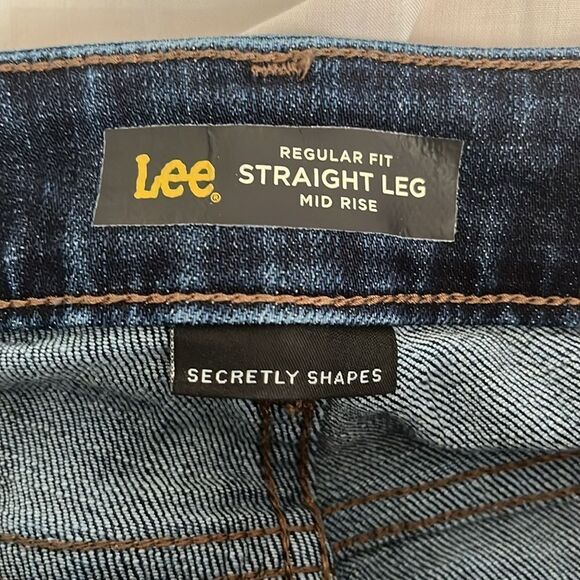 Lee®
REGULAR FIT
STRAIGHT LEG
MID RISE
SECRETLY SHAPES